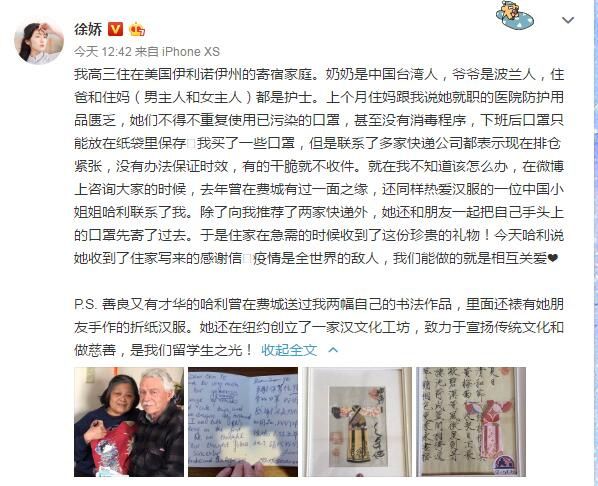 徐娇
今天 12:42 来自 iPhone XS
我高三住在美国伊利诺伊州的寄宿家庭。奶奶是中国台湾人，爷爷是波兰人，住
爸和住妈（男主人和女主人）都是护士。上个月住妈跟我说她就职的医院防护用
品匮乏，她们不得不重复使用已污染的口罩，甚至没有消毒程序，下班后口罩只
能放在纸袋里保存 我买了一些口罩，但是联系了多家快递公司都表示现在排仓
紧张，没有办法保证时效，有的干脆就不收件。就在我不知道该怎么办，在微博
上咨询大家的时候，去年曾在费城有过一面之缘，还同样热爱汉服的一位中国小
姐姐哈利联系了我。除了向我推荐了两家快递外，她还和朋友一起把自己手头上
的口罩先寄了过去。于是住家在急需的时候收到了这份珍贵的礼物！今天哈利说
她收到了住家写来的感谢信 疫情是全世界的敌人，我们能做的就是相互关爱❤
P.S. 善良又有才华的哈利曾在费城送过我两幅自己的书法作品，里面还裱有她朋
友手作的折纸汉服。她还在纽约创立了一家汉文化工坊，致力于宣扬传统文化和
做慈善，是我们留学生之光！ 收起全文